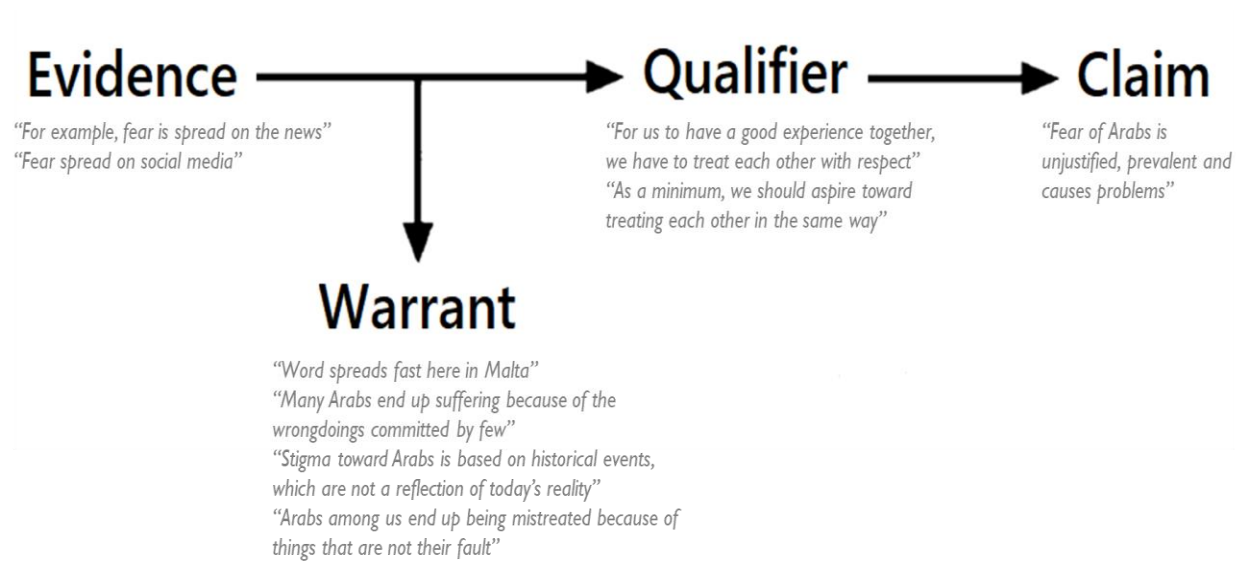 Evidence
Qualifier
Claim
“For example, fear is spread on the news”
“Fear spread on social media”
“For us to have a good experience together,
we have to treat each other with respect”
“As a minimum, we should aspire toward
treating each other in the same way”
“Fear of Arabs is
unjustified, prevalent and
causes problems”
Warrant
“Word spreads fast here in Malta”
“Many Arabs end up suffering because of the
wrongdoings committed by few”
“Stigma toward Arabs is based on historical events,
which are not a reflection of today’s reality”
“Arabs among us end up being mistreated because of
things that are not their fault”